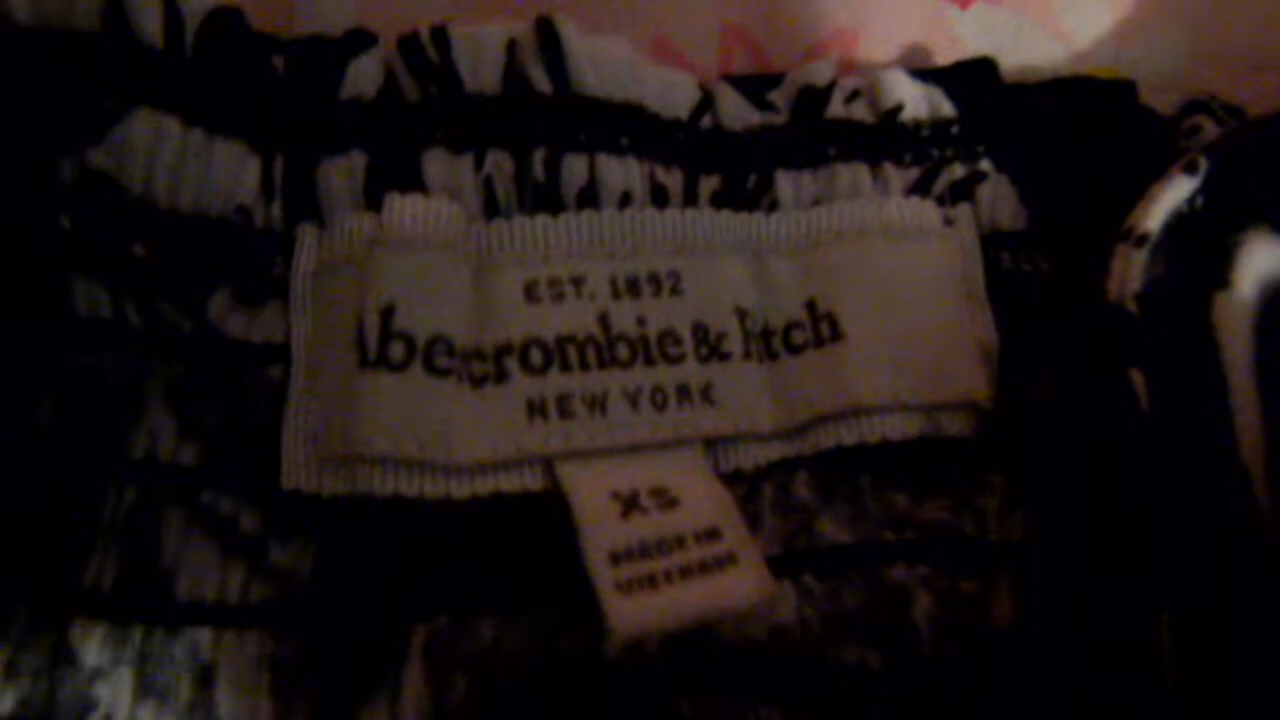 EST. 1892
Abercrombie & Fitch
NEW YORK
XS
MADE IN
VIETNAM